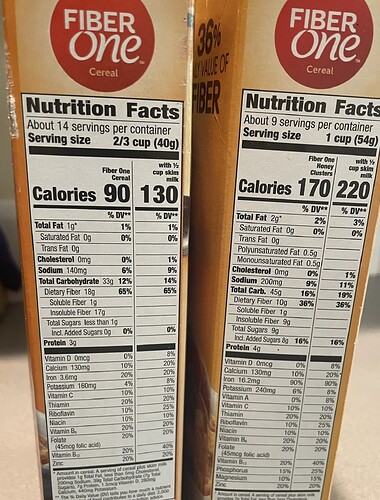 FIBER
One™
Cereal
Nutrition Facts
About 14 servings per container
Serving size 2/3 cup (40g)
Fiber One Cereal
with ½ cup skim milk
Calories 90 130
% DV** % DV**
Total Fat 1g* 1% 1%
Saturated Fat 0g 0% 0%
Trans Fat 0g
Cholesterol 0mg 0% 1%
Sodium 140mg 6% 9%
Total Carbohydrate 33g 12% 14%
Dietary Fiber 18g 65% 65%
Soluble Fiber 1g
Insoluble Fiber 17g
Total Sugars less than 1g
Incl. Added Sugars 0g 0% 0%
Protein 3g
Vitamin D 0mcg 0% 8%
Calcium 130mg 10% 20%
Iron 3.6mg 20% 20%
Potassium 160mg 4% 8%
Vitamin C 10% 10%
Thiamin 20% 20%
Riboflavin 10% 25%
Niacin 10% 10%
Vitamin B6 20% 20%
Folate 20% 20%
(45mcg folic acid)
Vitamin B12 20% 40%
Zinc 20%
36%
LY VALUE OF
FIBER
FIBER
One™
Cereal
Nutrition Facts
About 9 servings per container
Serving size 1 cup (54g)
Fiber One Honey Clusters
with ½ cup skim milk
Calories 170 220
% DV** % DV**
Total Fat 2g* 2% 3%
Saturated Fat 0g 0% 0%
Trans Fat 0g
Polyunsaturated Fat 0.5g
Monounsaturated Fat 0.5g
Cholesterol 0mg 0% 1%
Sodium 200mg 9% 11%
Total Carb. 45g 16% 19%
Dietary Fiber 10g 36% 36%
Soluble Fiber 1g
Insoluble Fiber 9g
Total Sugars 9g
Incl. Added Sugars 8g 16% 16%
Protein 4g
Vitamin D 0mcg 0% 8%
Calcium 130mg 10% 20%
Iron 16.2mg 90% 90%
Potassium 240mg 6% 8%
Vitamin A 0% 8%
Vitamin C 10% 10%
Thiamin 20% 20%
Riboflavin 10% 25%
Niacin 10% 10%
Vitamin B6 20% 20%
Folate 20% 20%
(45mcg folic acid)
Vitamin B12 20% 40%
Phosphorus 15% 25%
Magnesium 10% 15%